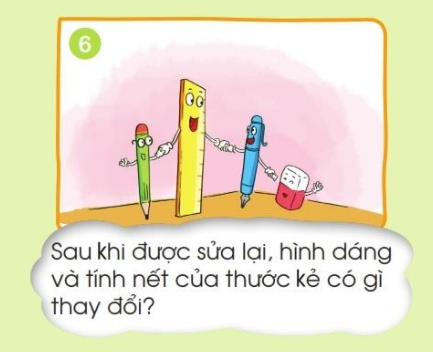 6
Sau khi được sửa lại, hình dáng
và tính nết của thước kẻ có gì
thay đổi?